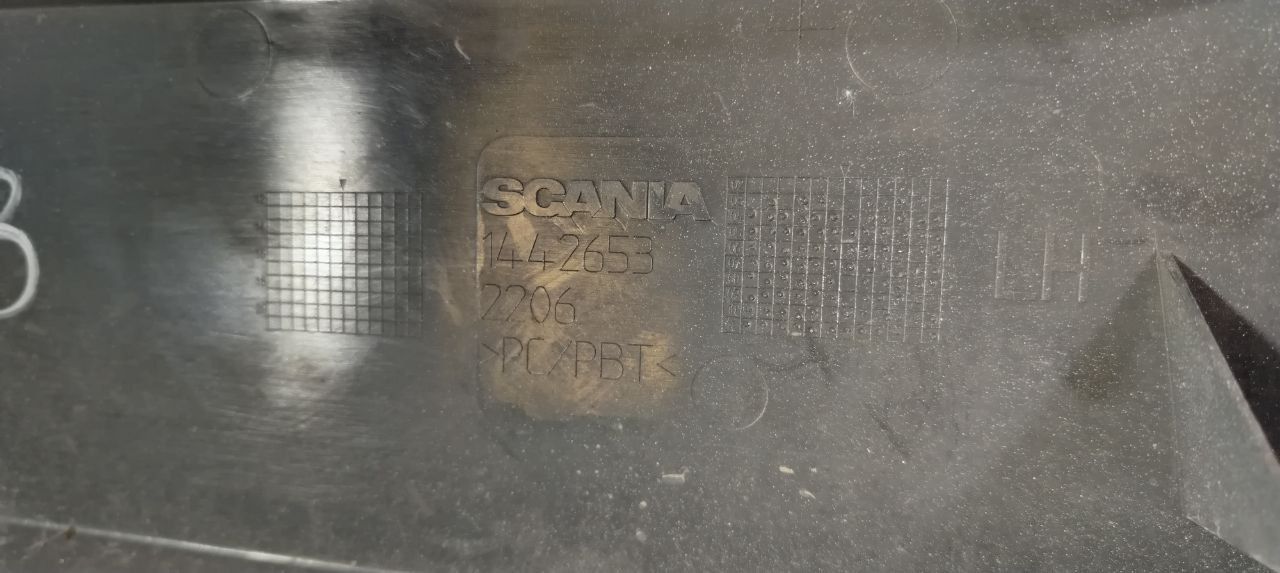 SCANIA
1442653
2206
>PC/PBT<
LH